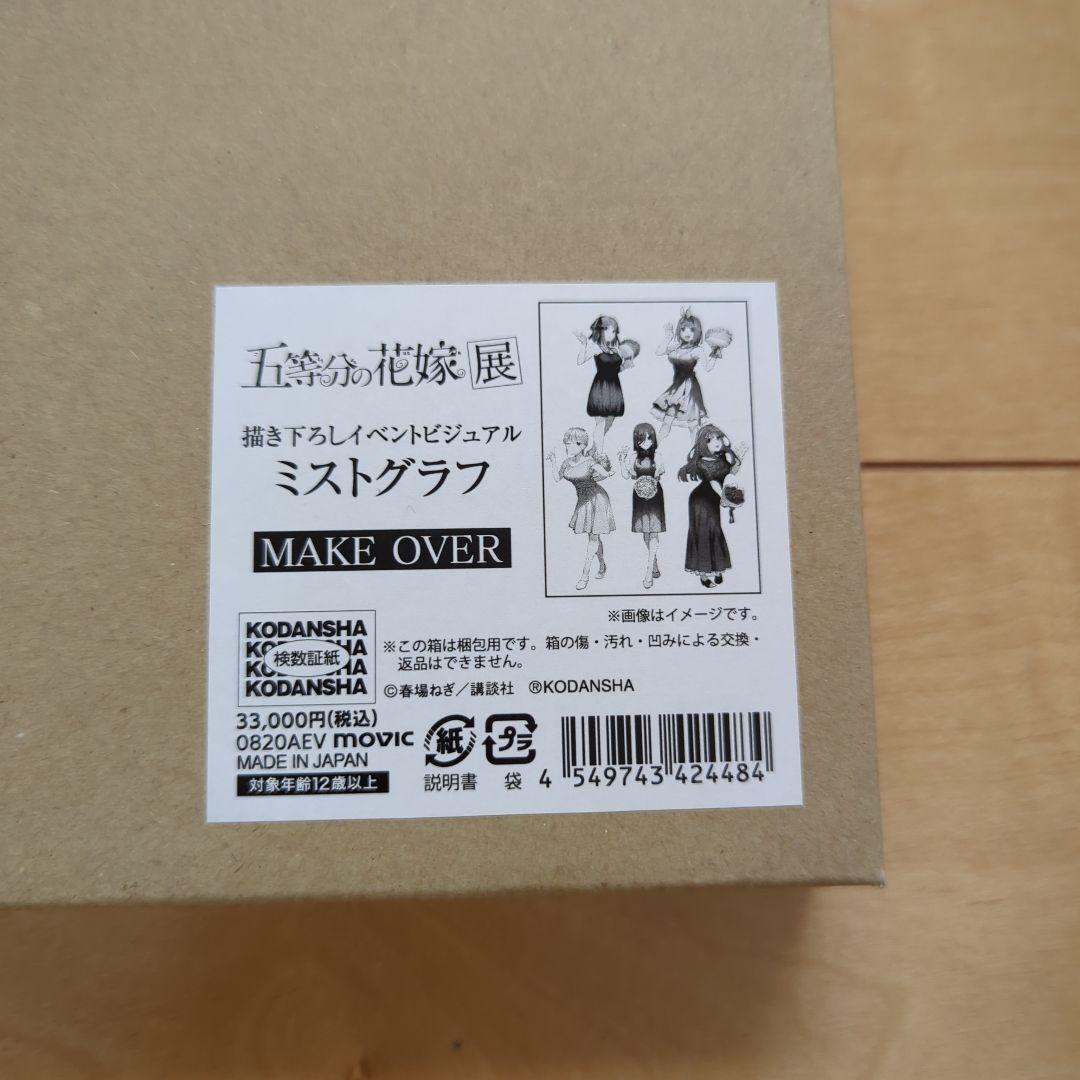 五等分の花嫁展
描き下ろしイベントビジュアル
ミストグラフ
MAKE OVER
※画像はイメージです。
KODANSHA
KODANSHA
検数証紙
KODANSHA
KODANSHA
※この箱は梱包用です。箱の傷・汚れ・凹みによる交換・
返品はできません。
©春場ねぎ/講談社 ®KODANSHA
33,000円(税込)
0820AEV movic
MADE IN JAPAN
対象年齢12歳以上
紙
説明書
プラ
袋
4 549743 424484